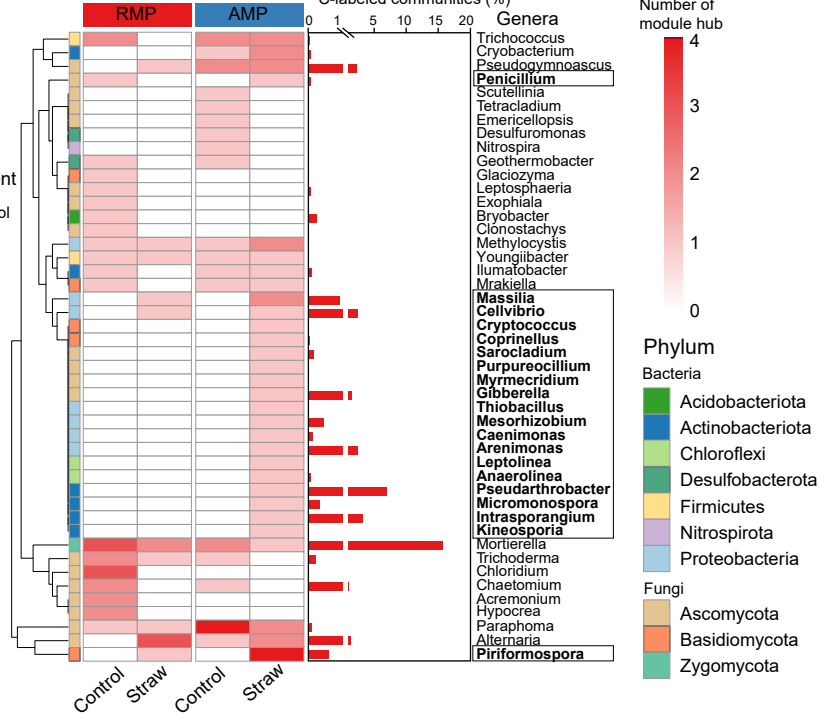 RMP
AMP
C-labeled communities (%)
0 1 5 10 15 20
Genera
Number of
module hub
Trichococcus
Cryobacterium
Pseudogymnoascus
Penicillium
Scutellinia
Tetracladium
Emericellopsis
Desulfuromonas
Nitrospira
Geothermobacter
Glaciozyma
Leptosphaeria
Exophiala
Bryobacter
Clonostachys
Methylocystis
Youngiibacter
Ilumatobacter
Mrakiella
Massilia
Cellvibrio
Cryptococcus
Coprinellus
Sarocladium
Purpureocillium
Myrmecridium
Gibberella
Thiobacillus
Mesorhizobium
Caenimonas
Arenimonas
Leptolinea
Anaerolinea
Pseudarthrobacter
Micromonospora
Intrasporangium
Kineosporia
Mortierella
Trichoderma
Chloridium
Chaetomium
Acremonium
Hypocrea
Paraphoma
Alternaria
Piriformospora
Control
Straw
Control
Straw
4
3
2
1
0
Phylum
Bacteria
Acidobacteriota
Actinobacteriota
Chloroflexi
Desulfobacterota
Firmicutes
Nitrospirota
Proteobacteria
Fungi
Ascomycota
Basidiomycota
Zygomycota